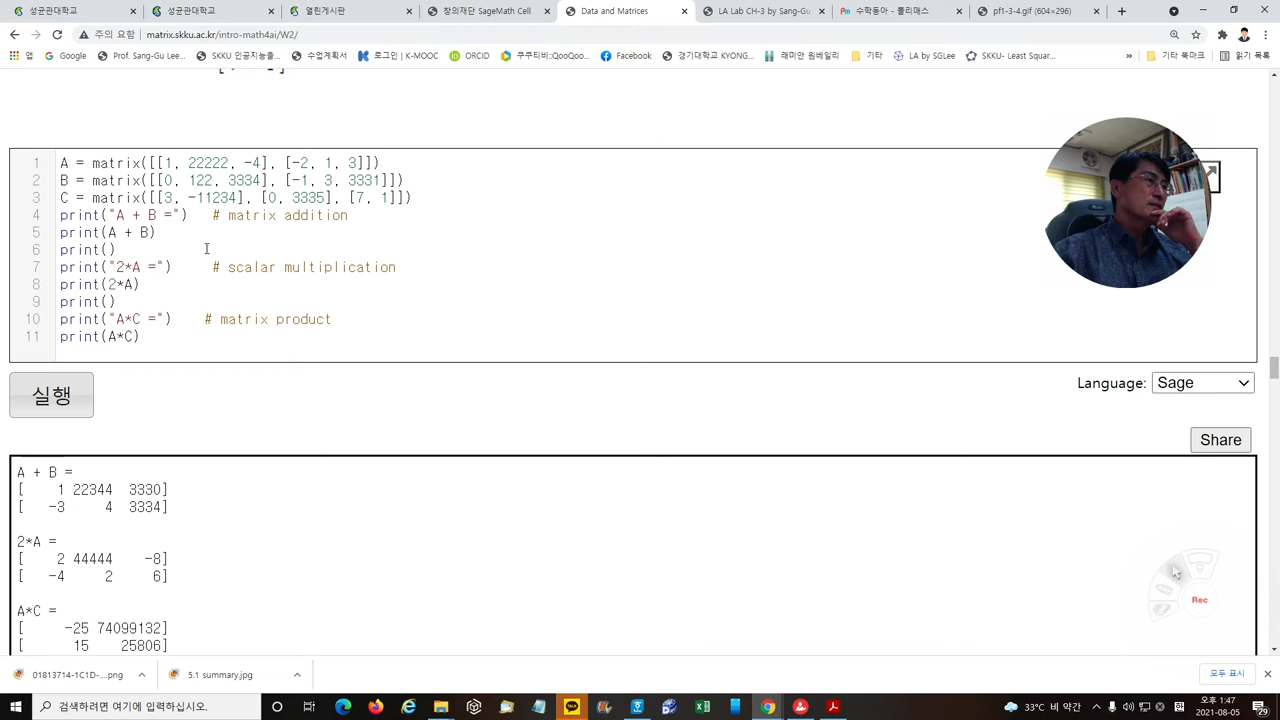 성균관대학교
성균관대학교
열린게시판
창의재단 SageMath Cell
Data and Matrices
LA Lab CH-3 by Sang-Gu
수학동아 - 폴리매스
pf1-3-4.gif (604×296)
주의 요함
matrix.skku.ac.kr/intro-math4ai/W2/
앱
Google
Prof. Sang-Gu Lee...
SKKU 인공지능을...
수업계획서
로그인 | K-MOOC
ORCID
쿠쿠티비::QooQoo...
Facebook
경기대학교 KYONG...
래미안 원베일리
기타
LA by SGLee
SKKU- Least Squar...
»
기타 북마크
읽기 목록
1 A = matrix([[1, 22222, -4], [-2, 1, 3]])
2 B = matrix([[0, 122, 3334], [-1, 3, 3331]])
3 C = matrix([[3, -11234], [0, 3335], [7, 1]])
4 print("A + B =") # matrix addition
5 print(A + B)
6 print()
7 print("2*A =") # scalar multiplication
8 print(2*A)
9 print()
10 print("A*C =") # matrix product
11 print(A*C)
실행
Language: Sage
Share
A + B =
[ 1 22344 3330]
[ -3 4 3334]
2*A =
[ 2 44444 -8]
[ -4 2 6]
A*C =
[ -25 74099132]
[ 15 25806]
Rec
01813714-1C1D-....png
5.1 summary.jpg
모두 표시
검색하려면 여기에 입력하십시오.
TALK
33°C 비 약간
오후 1:47
2021-08-05